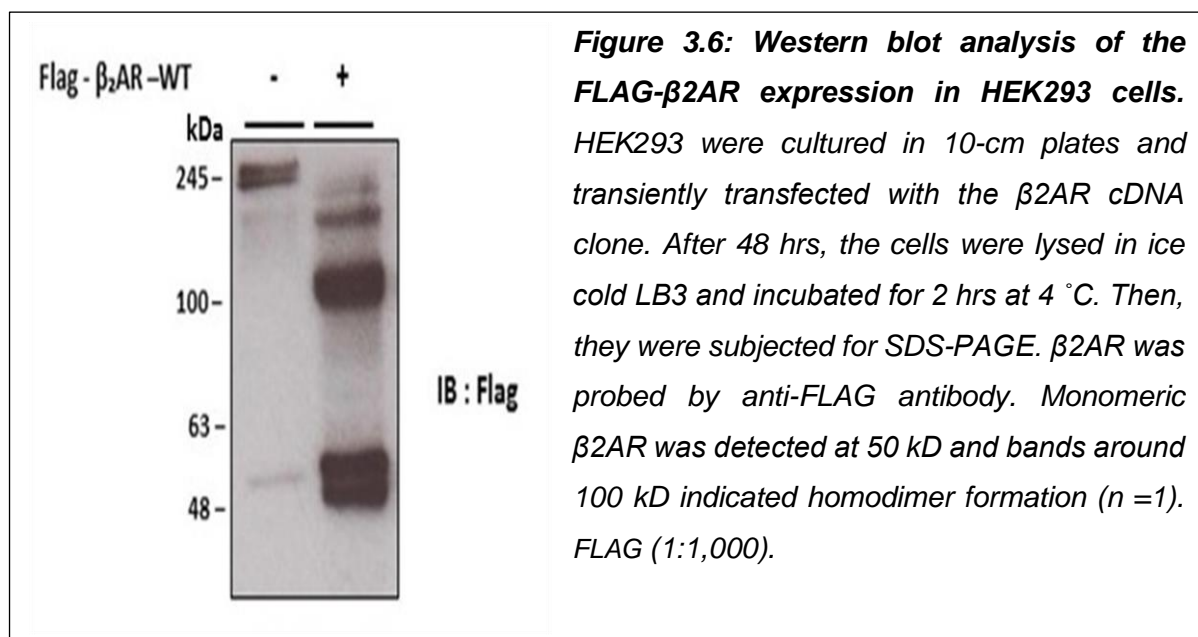 Flag - β₂AR –WT - +
kDa
245 –
100 –
63 –
48 –
IB : Flag
Figure 3.6: Western blot analysis of the
FLAG-β2AR expression in HEK293 cells.
HEK293 were cultured in 10-cm plates and
transiently transfected with the β2AR cDNA
clone. After 48 hrs, the cells were lysed in ice
cold LB3 and incubated for 2 hrs at 4 ˚C. Then,
they were subjected for SDS-PAGE. β2AR was
probed by anti-FLAG antibody. Monomeric
β2AR was detected at 50 kD and bands around
100 kD indicated homodimer formation (n =1).
FLAG (1:1,000).